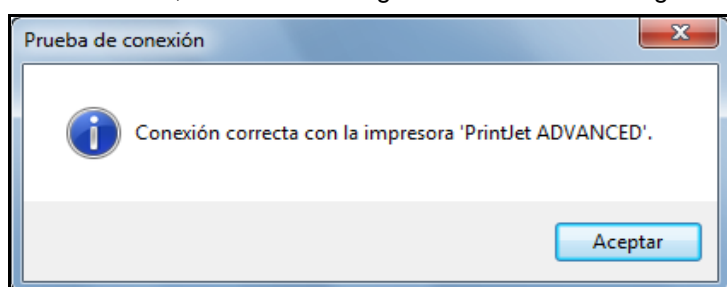 Prueba de conexión
Conexión correcta con la impresora 'PrintJet ADVANCED'.
Aceptar